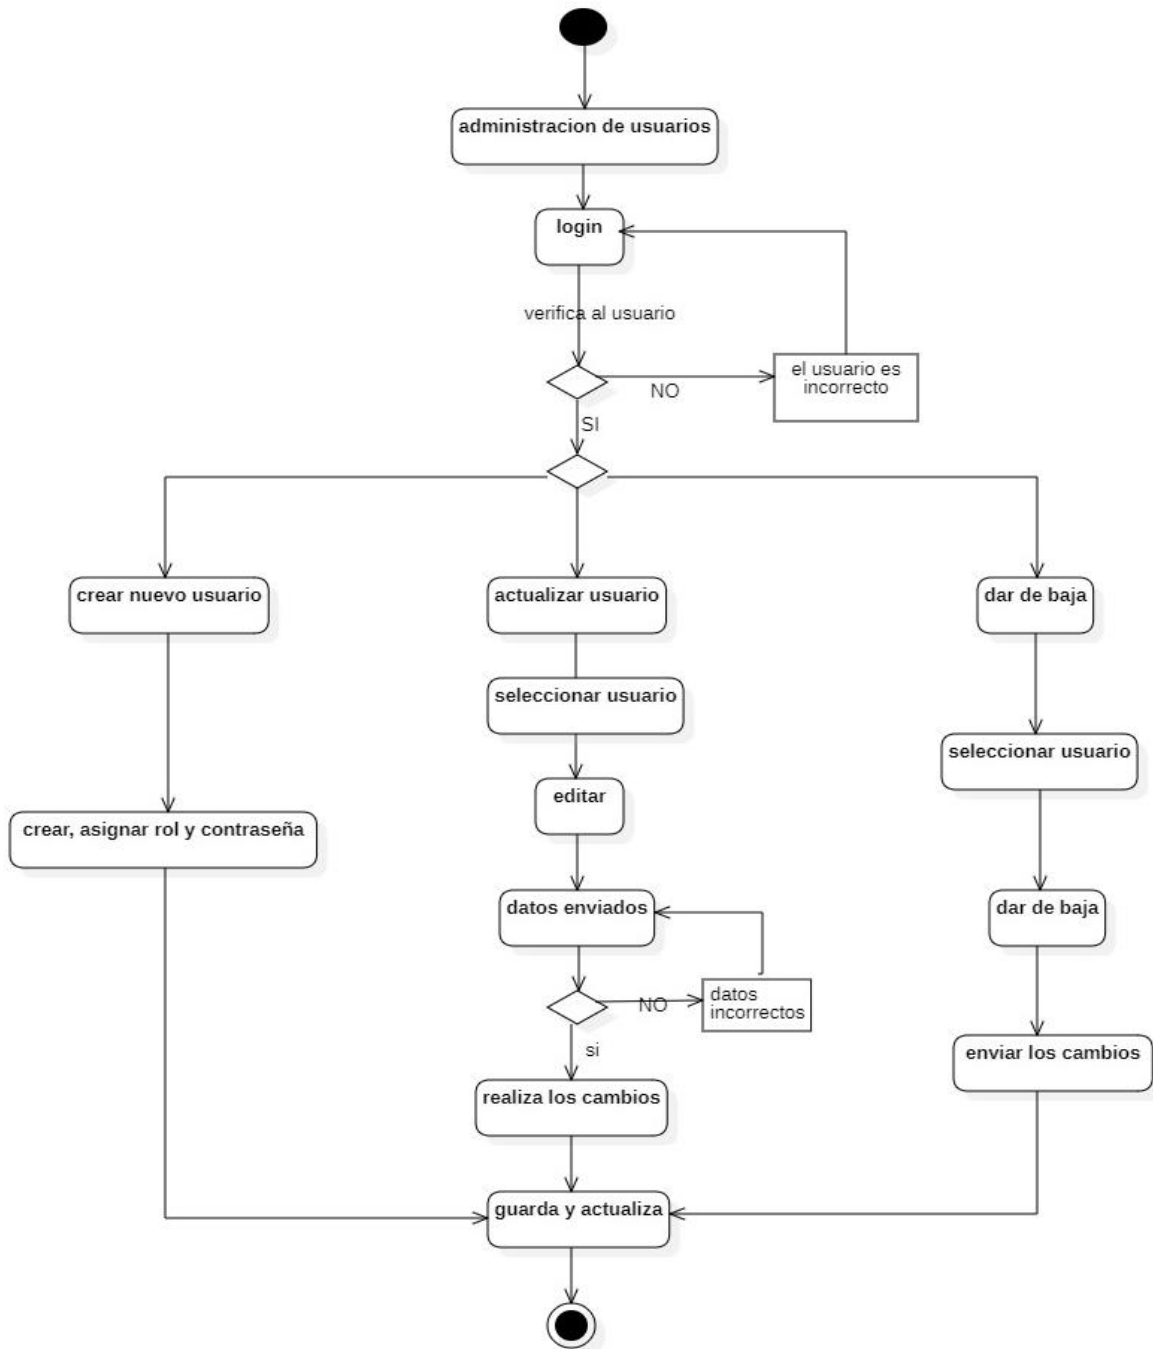 administracion de usuarios
login
verifica al usuario
el usuario es
incorrecto
NO
SI
crear nuevo usuario
actualizar usuario
dar de baja
seleccionar usuario
seleccionar usuario
editar
crear, asignar rol y contraseña
datos enviados
dar de baja
datos
incorrectos
NO
si
enviar los cambios
realiza los cambios
guarda y actualiza